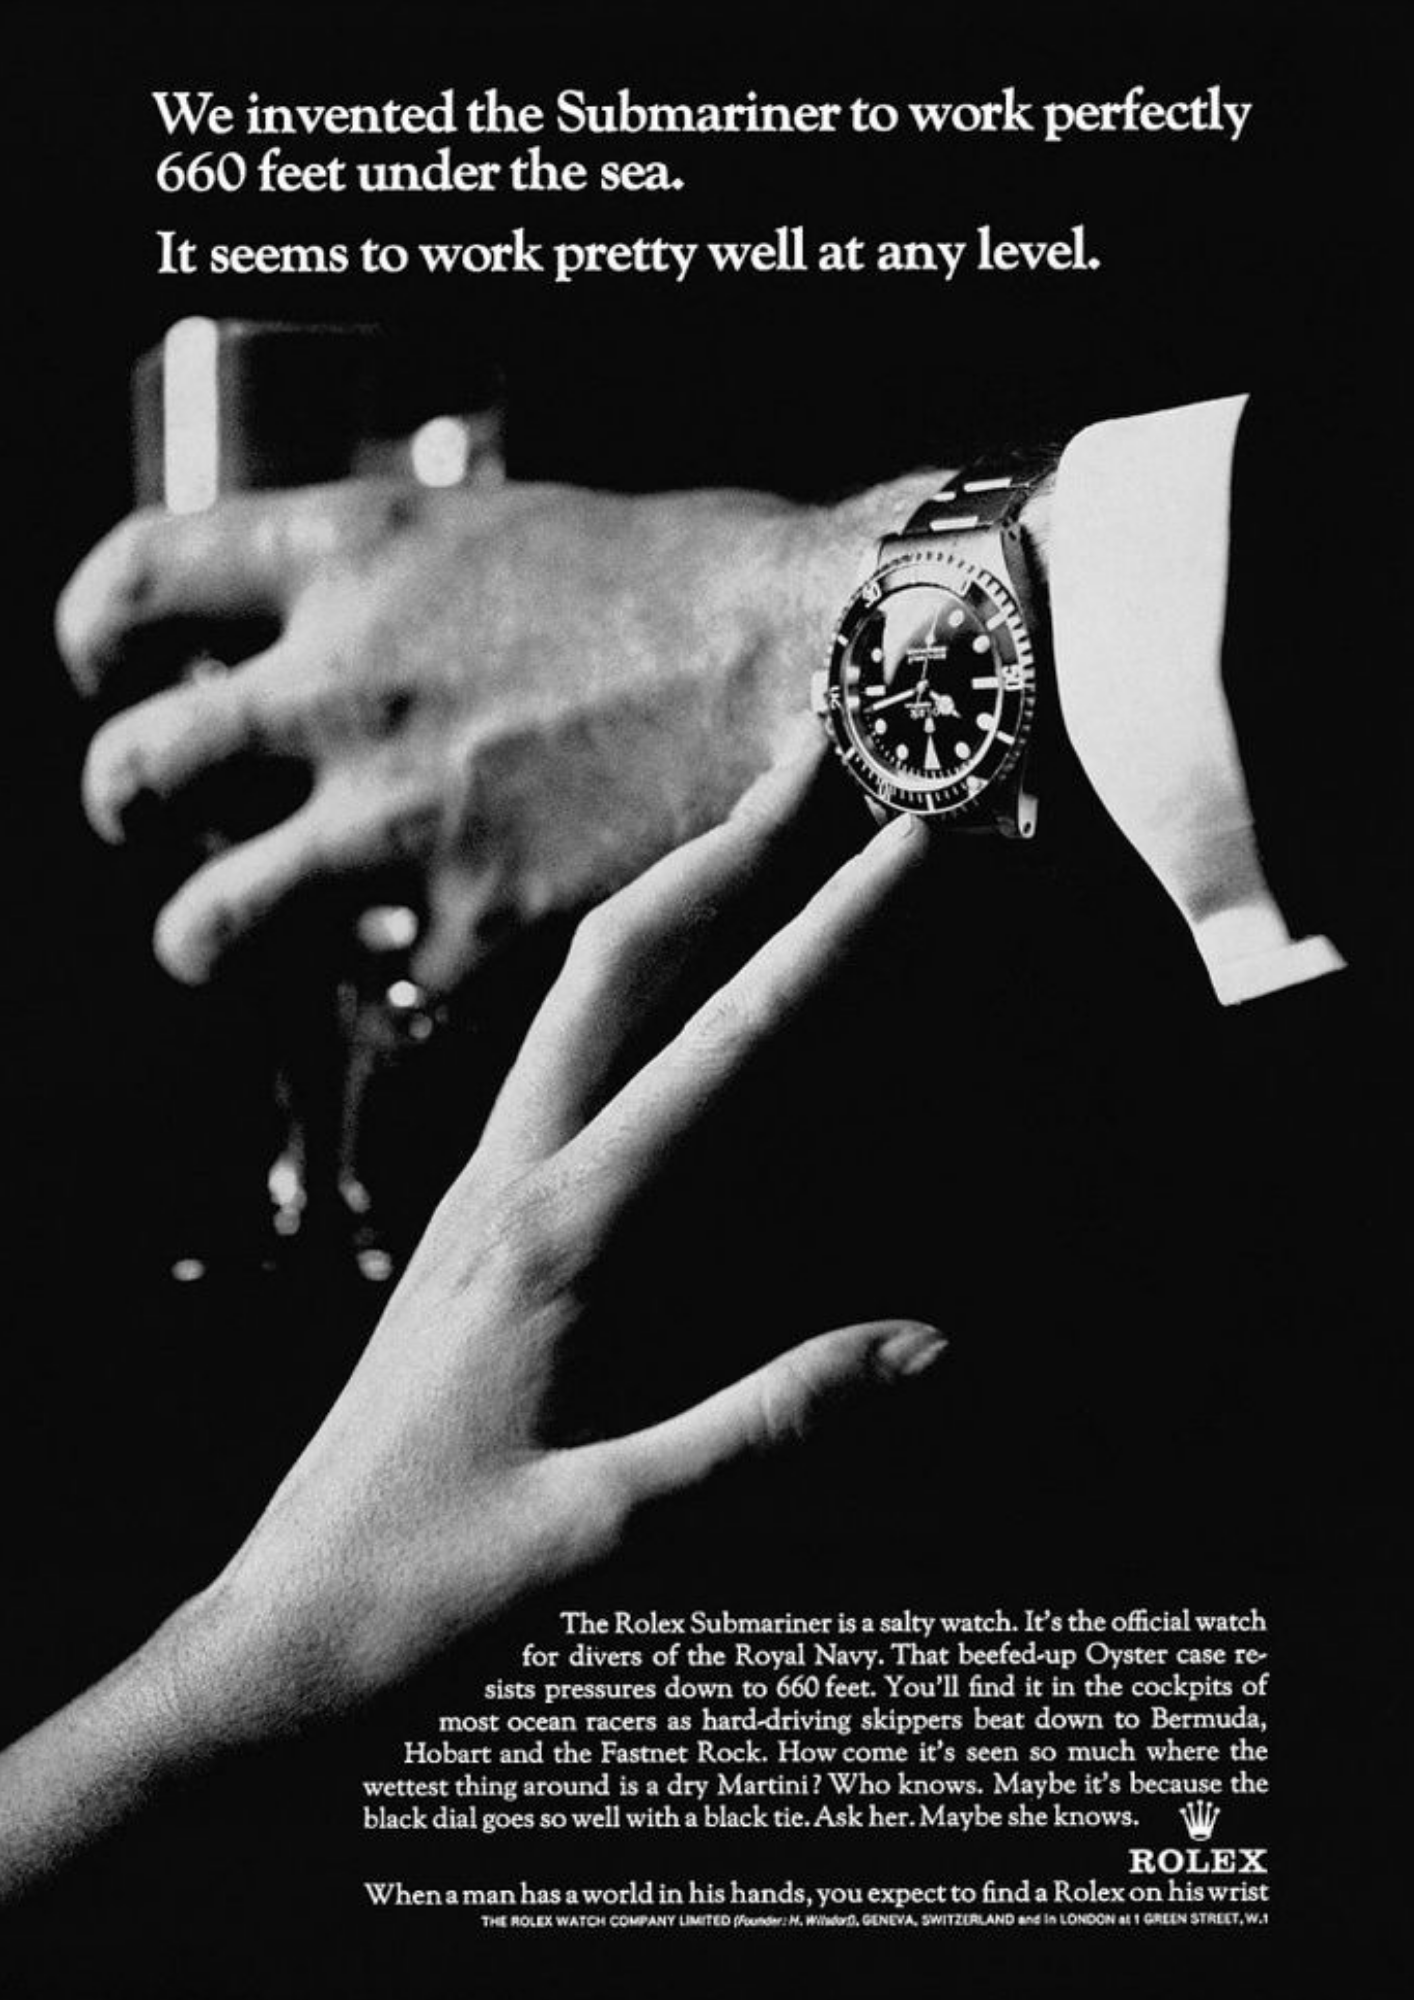 We invented the Submariner to work perfectly
660 feet under the sea.
It seems to work pretty well at any level.
50
The Rolex Submariner is a salty watch. It's the official watch
for divers of the Royal Navy. That beefed-up Oyster case re-
sists pressures down to 660 feet. You'll find it in the cockpits of
most ocean racers as hard-driving skippers beat down to Bermuda,
Hobart and the Fastnet Rock. How come it's seen so much where the
wettest thing around is a dry Martini? Who knows. Maybe it's because the
black dial goes so well with a black tie. Ask her. Maybe she knows.
ROLEX
When a man has a world in his hands, you expect to find a Rolex on his wrist
THE ROLEX WATCH COMPANY LIMITED (Founder: H. Wilsdorf), GENEVA, SWITZERLAND and in LONDON at 1 GREEN STREET, W.1